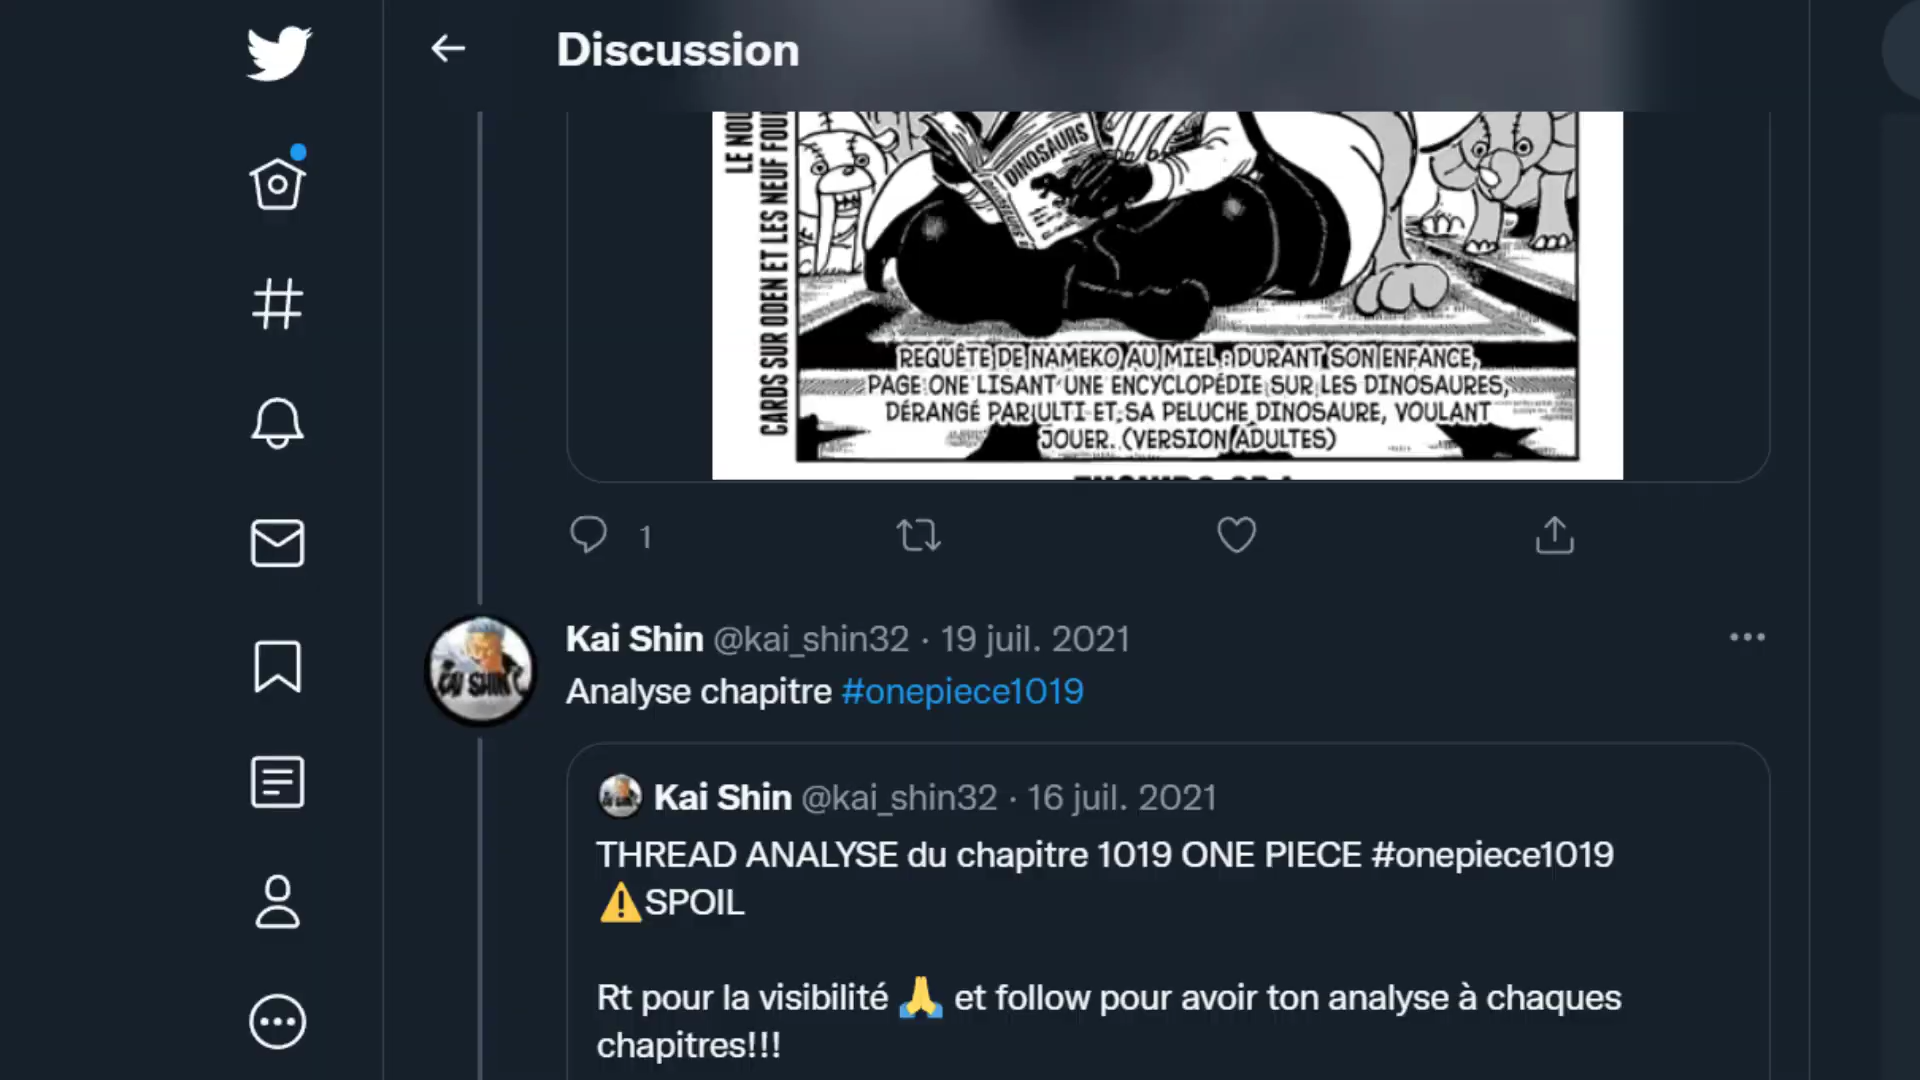 Discussion
LE NOU
CARDS SUR ODEN ET LES NEUF FOUR
DINOSAURS
REQUÊTE DE NAMEKO AU MIEL : DURANT SON ENFANCE,
PAGE ONE LISANT UNE ENCYCLOPÉDIE SUR LES DINOSAURES,
DÉRANGÉ PAR ULTI ET SA PELUCHE DINOSAURE, VOULANT
JOUER. (VERSION ADULTES)
1
Kai Shin @kai_shin32 · 19 juil. 2021
Analyse chapitre #onepiece1019
KAI SHIN
Kai Shin @kai_shin32 · 16 juil. 2021
THREAD ANALYSE du chapitre 1019 ONE PIECE #onepiece1019
⚠️SPOIL
Rt pour la visibilité 🙏 et follow pour avoir ton analyse à chaques
chapitres!!!